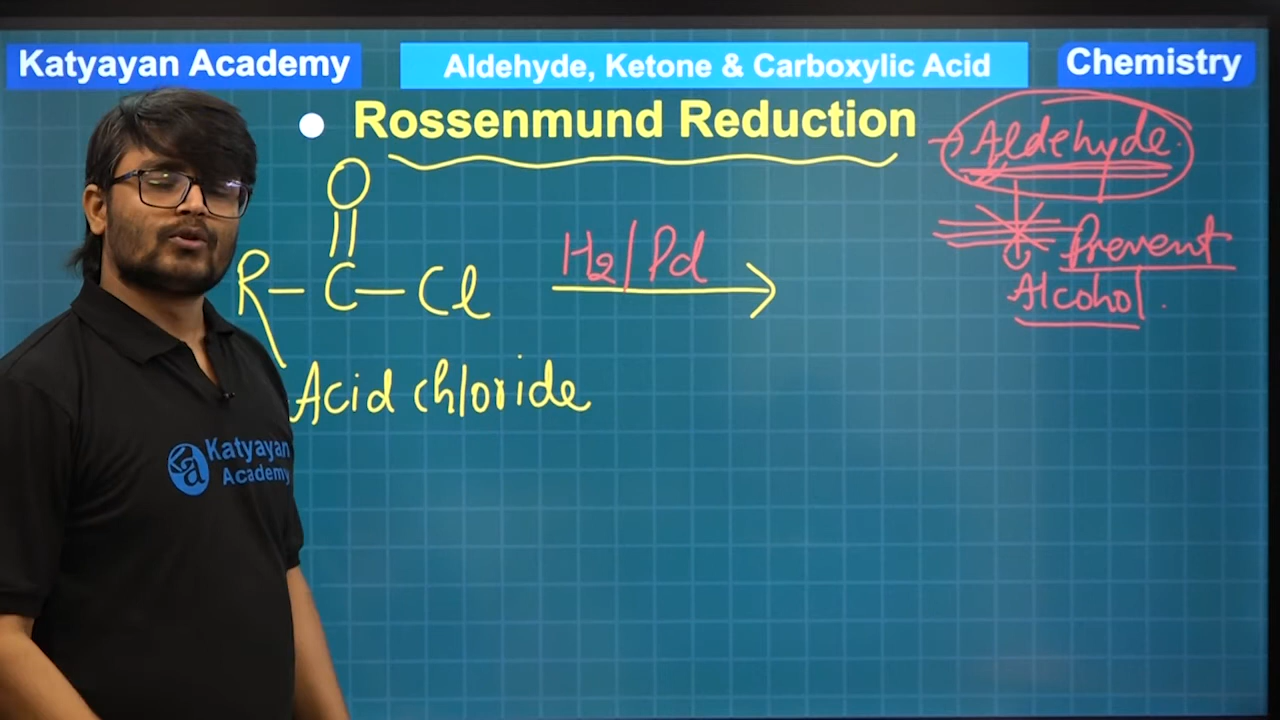 Katyayan Academy
Aldehyde, Ketone & Carboxylic Acid
Chemistry
Rossenmund Reduction
Aldehyde
Prevent
Alcohol.
O
R-C-Cl
H2/Pd
Acid chloride
Katyayan
Academy